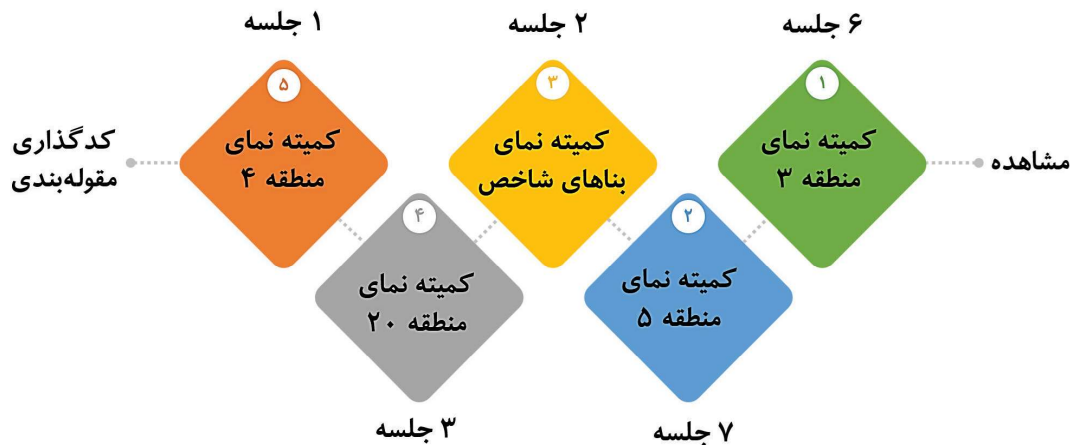 مشاهده
۶ جلسه
۱
کمیته نمای
منطقه ۳
۲
کمیته نمای
منطقه ۵
۷ جلسه
۲ جلسه
۳
کمیته نمای
بناهای شاخص
۴
کمیته نمای
منطقه ۲۰
۳ جلسه
۱ جلسه
۵
کمیته نمای
منطقه ۴
کدگذاری
مقوله‌بندی